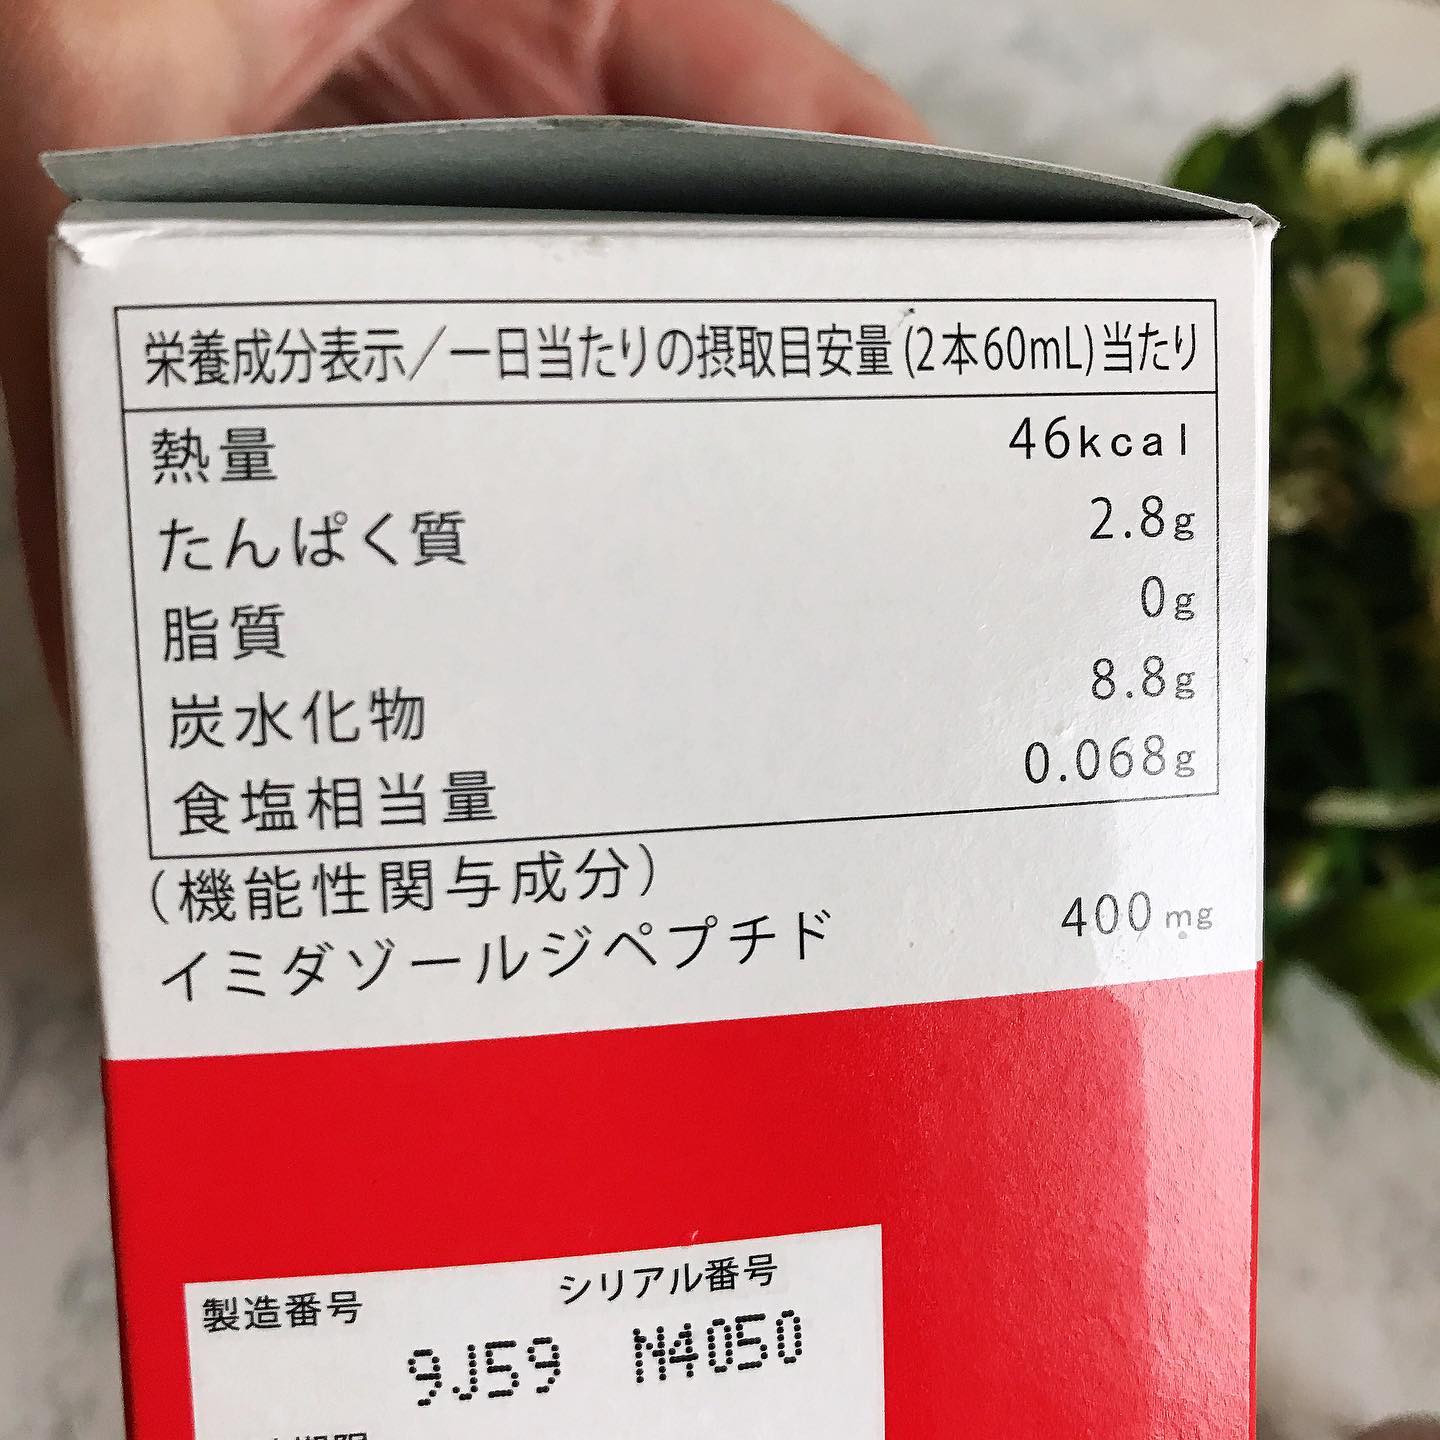 栄養成分表示／一日当たりの摂取目安量(2本60mL)当たり
熱量 46kcal
たんぱく質 2.8g
脂質 0g
炭水化物 8.8g
食塩相当量 0.068g
(機能性関与成分)
イミダゾールジペプチド 400mg
製造番号 シリアル番号
9J59 N4050